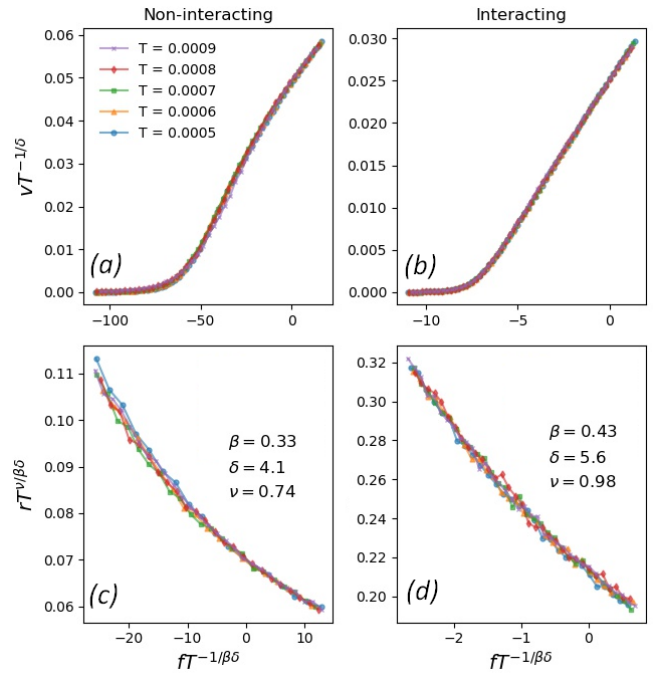 Non-interacting
Interacting
0.06
0.05
0.04
0.03
0.02
0.01
0.00
vT^{-1/δ}
T = 0.0009
T = 0.0008
T = 0.0007
T = 0.0006
T = 0.0005
(a)
−100
−50
0
0.030
0.025
0.020
0.015
0.010
0.005
0.000
(b)
−10
−5
0
0.11
0.10
0.09
0.08
0.07
0.06
rT^{ν/βδ}
β = 0.33
δ = 4.1
ν = 0.74
(c)
−20
−10
0
10
fT^{−1/βδ}
0.32
0.30
0.28
0.26
0.24
0.22
0.20
β = 0.43
δ = 5.6
ν = 0.98
(d)
−2
−1
0
fT^{−1/βδ}